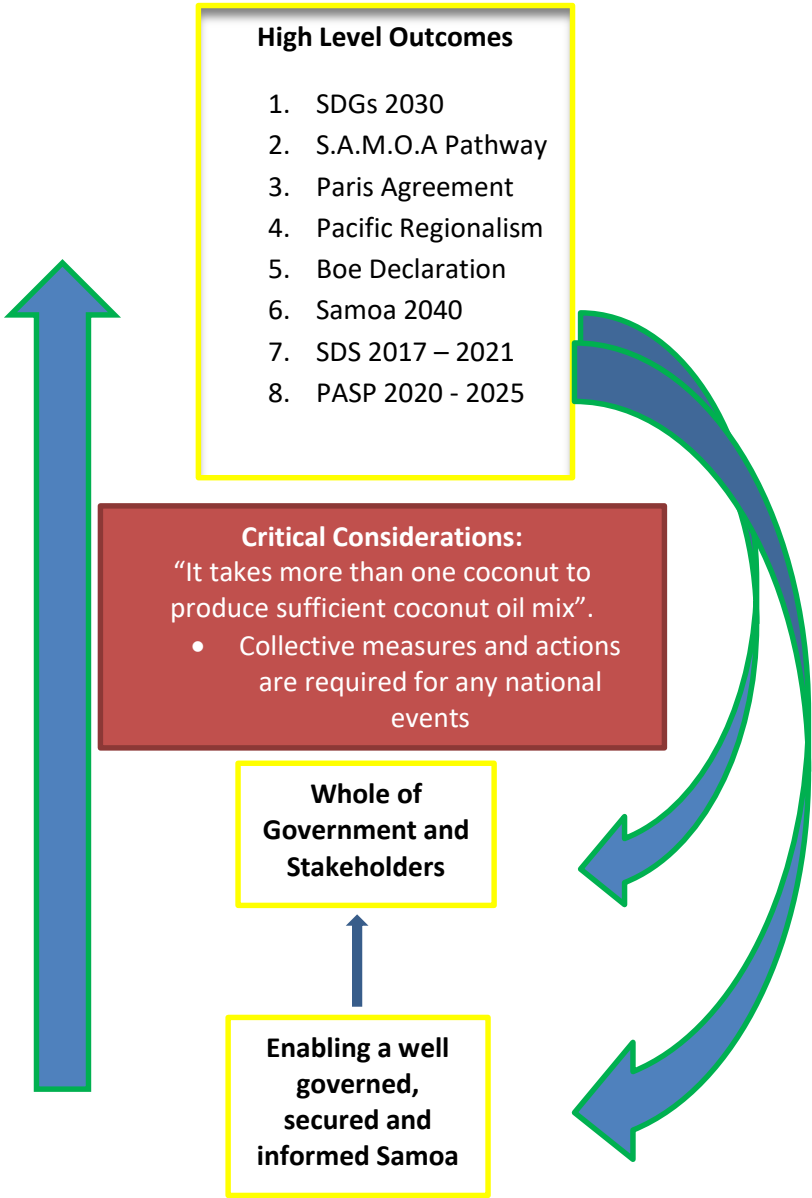 High Level Outcomes
1. SDGs 2030
2. S.A.M.O.A Pathway
3. Paris Agreement
4. Pacific Regionalism
5. Boe Declaration
6. Samoa 2040
7. SDS 2017 – 2021
8. PASP 2020 - 2025
Critical Considerations:
“It takes more than one coconut to
produce sufficient coconut oil mix”.
• Collective measures and actions
are required for any national
events
Whole of
Government and
Stakeholders
Enabling a well
governed,
secured and
informed Samoa